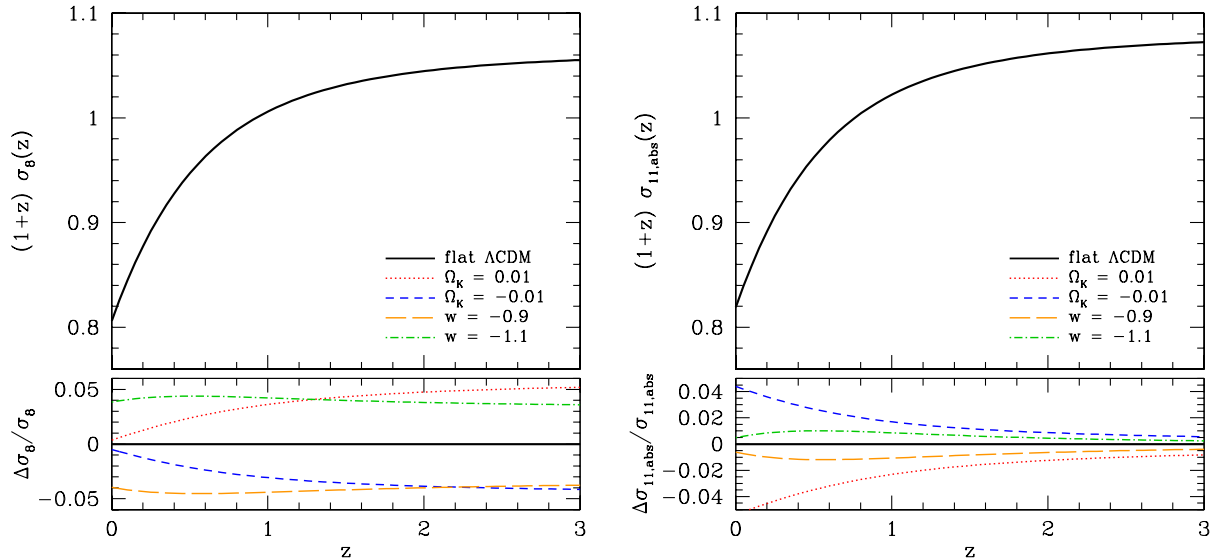 1.1
1
0.9
0.8
(1+z) σ₈(z)
flat ΛCDM
Ωₖ = 0.01
Ωₖ = −0.01
w = −0.9
w = −1.1
0.05
0
−0.05
Δσ₈/σ₈
0 1 2 3
z
1.1
1
0.9
0.8
(1+z) σ₁₁,abs(z)
flat ΛCDM
Ωₖ = 0.01
Ωₖ = −0.01
w = −0.9
w = −1.1
0.04
0.02
0
−0.02
−0.04
Δσ₁₁,abs/σ₁₁,abs
0 1 2 3
z